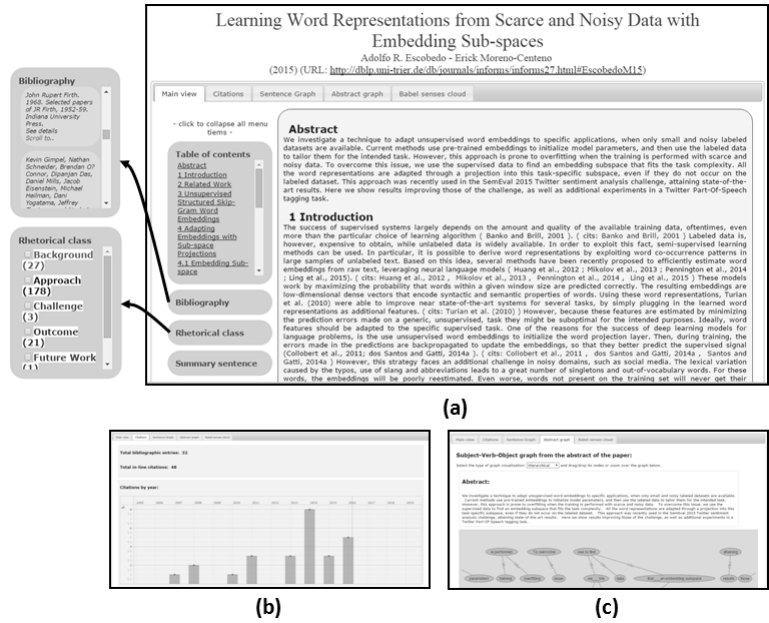 Learning Word Representations from Scarce and Noisy Data with
Embedding Sub-spaces
Adolfo R. Escobedo - Erick Moreno-Centeno
(2015) (URL: http://dblp.uni-trier.de/db/journals/informs/informs27.html#EscobedoM15)
Main view
Citations
Sentence Graph
Abstract graph
Babel senses cloud
- click to collapse all menu
tiems -
Table of contents
Abstract
1 Introduction
2 Related Work
3 Unsupervised
Structured Skip-
Gram Word
Embeddings
4 Adapting
Embeddings with
Sub-space
Projections
4.1 Embedding Sub-
space
Bibliography
Rhetorical class
Summary sentence
Abstract
We investigate a technique to adapt unsupervised word embeddings to specific applications, when only small and noisy labeled
datasets are available. Current methods use pre-trained embeddings to initialize model parameters, and then use the labeled data
to tailor them for the intended task. However, this approach is prone to overfitting when the training is performed with scarce and
noisy data. To overcome this issue, we use the supervised data to find an embedding subspace that fits the task complexity. All
the word representations are adapted through a projection into this task-specific subspace, even if they do not occur on the
labeled dataset. This approach was recently used in the SemEval 2015 Twitter sentiment analysis challenge, attaining state-of-the-
art results. Here we show results improving those of the challenge, as well as additional experiments in a Twitter Part-Of-Speech
tagging task.
1 Introduction
The success of supervised systems largely depends on the amount and quality of the available training data, oftentimes, even
more than the particular choice of learning algorithm ( Banko and Brill, 2001 ). ( cits: Banko and Brill, 2001 ) Labeled data is,
however, expensive to obtain, while unlabeled data is widely available. In order to exploit this fact, semi-supervised learning
methods can be used. In particular, it is possible to derive word representations by exploiting word co-occurrence patterns in
large samples of unlabeled text. Based on this idea, several methods have been recently proposed to efficiently estimate word
embeddings from raw text, leveraging neural language models ( Huang et al., 2012 ; Mikolov et al., 2013 ; Pennington et al., 2014
; Ling et al., 2015). ( cits: Huang et al., 2012 , Mikolov et al., 2013 , Pennington et al., 2014 , Ling et al., 2015 ) These models
work by maximizing the probability that words within a given window size are predicted correctly. The resulting embeddings are
low-dimensional dense vectors that encode syntactic and semantic properties of words. Using these word representations, Turian
et al. (2010) were able to improve near state-of-the-art systems for several tasks, by simply plugging in the learned word
representations as additional features. ( cits: Turian et al. (2010) ) However, because these features are estimated by minimizing
the prediction errors made on a generic, unsupervised, task they might be suboptimal for the intended purposes. Ideally, word
features should be adapted to the specific supervised task. One of the reasons for the success of deep learning models for
language problems, is the use unsupervised word embeddings to initialize the word projection layer. Then, during training, the
errors made in the predictions are backpropagated to update the embeddings, so that they better predict the supervised signal
(Collobert et al., 2011; dos Santos and Gatti, 2014a ). ( cits: Collobert et al., 2011 , dos Santos and Gatti, 2014a , Santos and
Gatti, 2014a ) However, this strategy faces an additional challenge in noisy domains, such as social media. The lexical variation
caused by the typos, use of slang and abbreviations leads to a great number of singletons and out-of-vocabulary words. For these
words, the embeddings will be poorly reestimated. Even worse, words not present on the training set will never get their
Bibliography
John Rupert Firth.
1968. Selected papers
of JR Firth, 1952-59.
Indiana University
Press.
See details
Scroll to..
Kevin Gimpel, Nathan
Schneider, Brendan O?
Connor, Dipanjan Das,
Daniel Mills, Jacob
Eisenstein, Michael
Heilman, Dani
Yogatama, Jeffrey
Rhetorical class
Background
(27)
Approach
(178)
Challenge
(3)
Outcome
(21)
Future Work
(a)
Total bibliographic entries: 32
Total in-line citations: 48
Citations by year:
(b)
Main view
Citations
Sentence Graph
Abstract graph
Babel senses cloud
Subject-Verb-Object graph from the abstract of the paper:
Select the type of graph visualization: and drag/drop its nodes or zoom over the graph below.
Abstract:
(c)